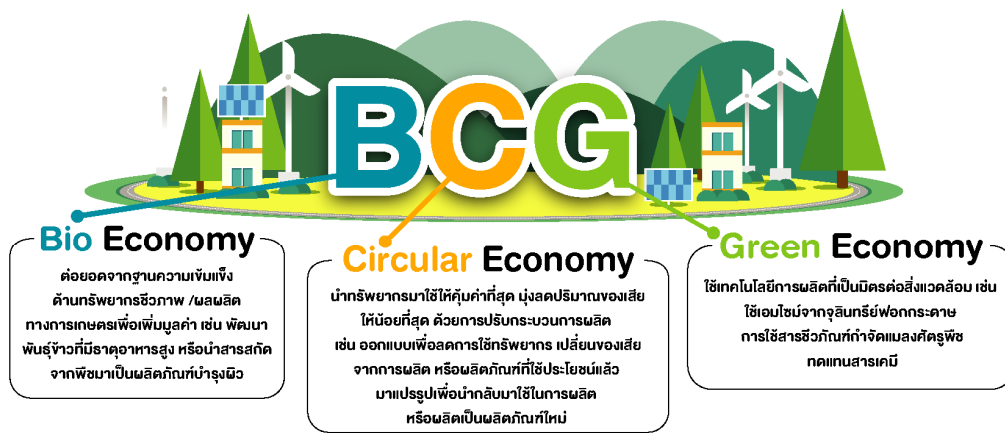 BCG
Bio Economy
ต่อยอดจากฐานความเข้มแข็ง
ด้านทรัพยากรชีวภาพ /ผลผลิต
ทางการเกษตรเพื่อเพิ่มมูลค่า เช่น พัฒนา
พันธุ์ข้าวที่มีธาตุอาหารสูง หรือนำสารสกัด
จากพืชมาเป็นผลิตภัณฑ์บำรุงผิว
Circular Economy
นำทรัพยากรมาใช้ให้คุ้มค่าที่สุด มุ่งลดปริมาณของเสีย
ให้น้อยที่สุด ด้วยการปรับกระบวนการผลิต
เช่น ออกแบบเพื่อลดการใช้ทรัพยากร เปลี่ยนของเสีย
จากการผลิต หรือผลิตภัณฑ์ที่ใช้ประโยชน์แล้ว
มาแปรรูปเพื่อนำกลับมาใช้ในการผลิต
หรือผลิตเป็นผลิตภัณฑ์ใหม่
Green Economy
ใช้เทคโนโลยีการผลิตที่เป็นมิตรต่อสิ่งแวดล้อม เช่น
ใช้เอมไซม์จากจุลินทรีย์ฟอกกระดาษ
การใช้สารชีวภัณฑ์กำจัดแมลงศัตรูพืช
ทดแทนสารเคมี